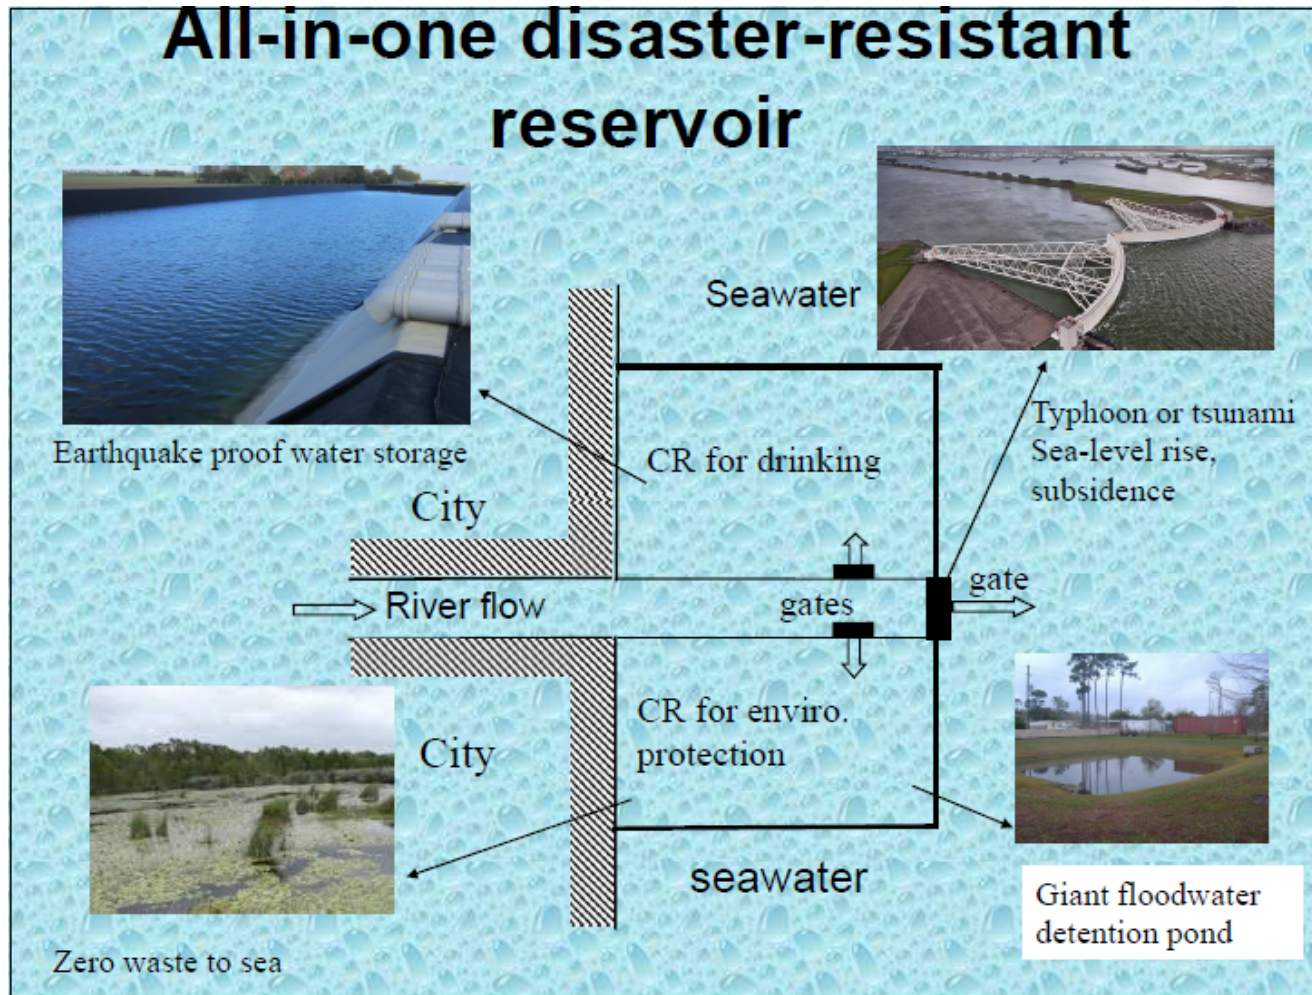 All-in-one disaster-resistant
reservoir
Seawater
Earthquake proof water storage
Typhoon or tsunami
Sea-level rise,
subsidence
CR for drinking
City
gate
River flow
gates
CR for enviro.
protection
City
seawater
Giant floodwater
detention pond
Zero waste to sea